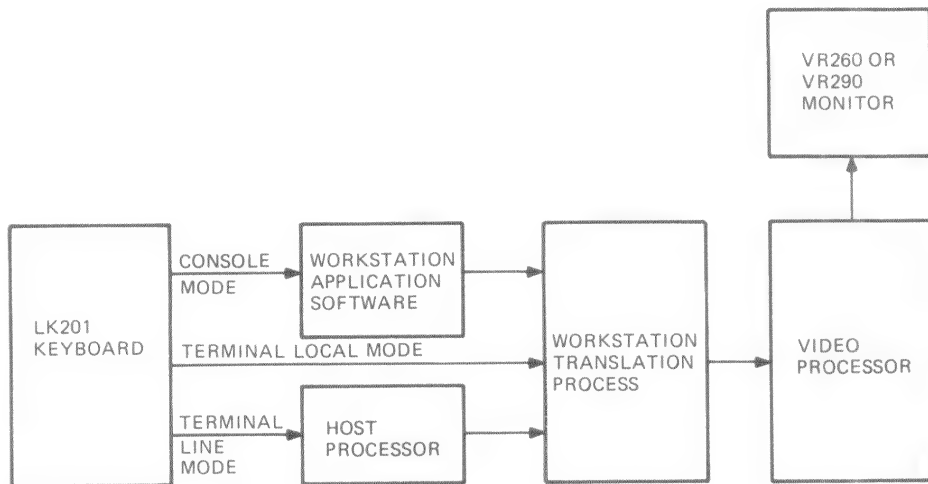 VR260 OR
VR290
MONITOR
LK201
KEYBOARD
CONSOLE
MODE
WORKSTATION
APPLICATION
SOFTWARE
TERMINAL LOCAL MODE
TERMINAL
LINE
MODE
HOST
PROCESSOR
WORKSTATION
TRANSLATION
PROCESS
VIDEO
PROCESSOR